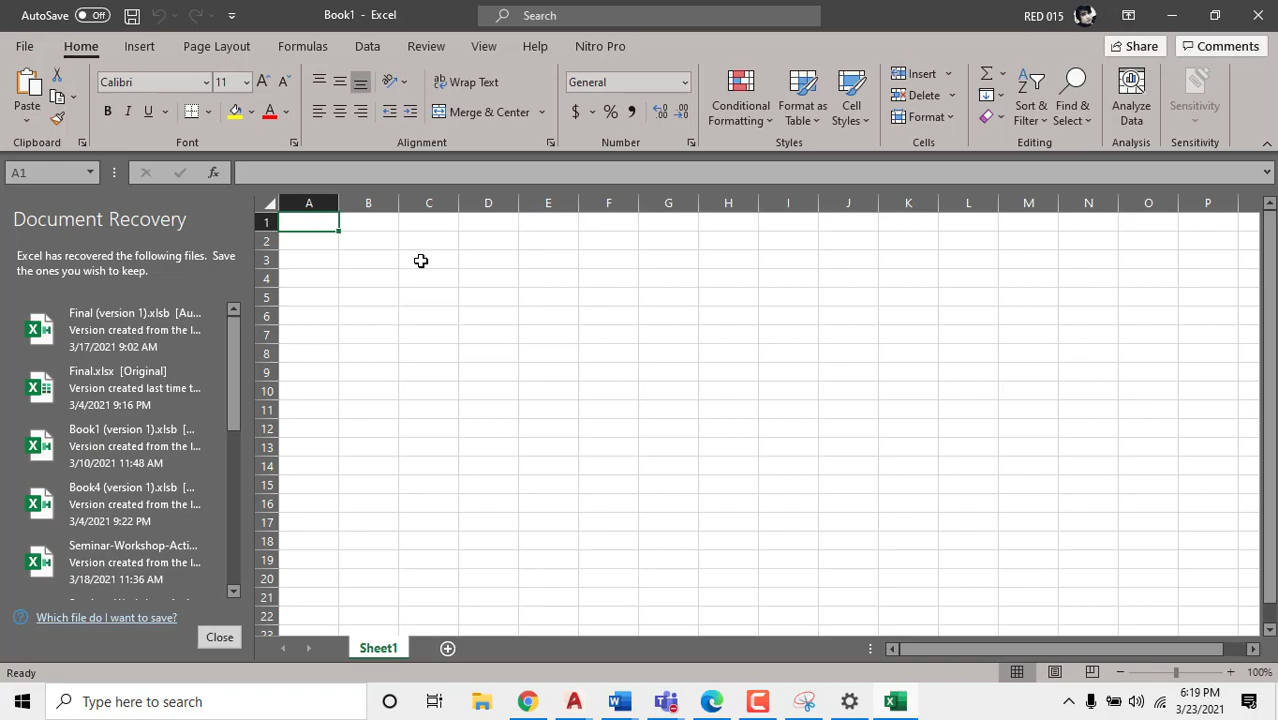 AutoSave Off Book1 - Excel Search RED 015
File Home Insert Page Layout Formulas Data Review View Help Nitro Pro Share Comments
Paste Calibri 11 Wrap Text General Conditional Formatting Format as Table Cell Styles Insert Sort & Filter Find & Select Analyze Data Sensitivity
B I U Merge & Center $ % Delete
Format
Clipboard Font Alignment Number Styles Cells Editing Analysis Sensitivity
A1 fx
A B C D E F G H I J K L M N O P
Document Recovery
Excel has recovered the following files. Save
the ones you wish to keep.
Final (version 1).xlsb [Au...
Version created from the l...
3/17/2021 9:02 AM
Final.xlsx [Original]
Version created last time t...
3/4/2021 9:16 PM
Book1 (version 1).xlsb [...
Version created from the l...
3/10/2021 11:48 AM
Book4 (version 1).xlsb [...
Version created from the l...
3/4/2021 9:22 PM
Seminar-Workshop-Acti...
Version created from the l...
3/18/2021 11:36 AM
Which file do I want to save?
Close
1
2
3
4
5
6
7
8
9
10
11
12
13
14
15
16
17
18
19
20
21
22
23
Sheet1
Ready 100%
Type here to search 6:19 PM
3/23/2021